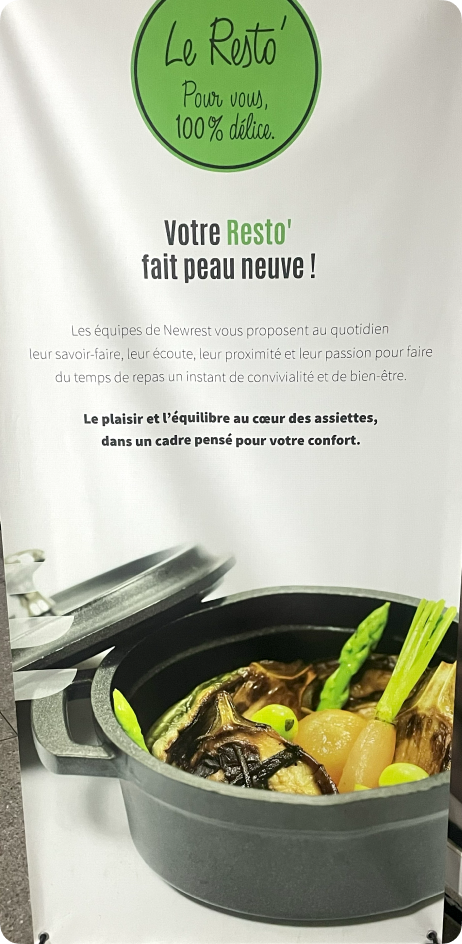 Le Resto'
Pour vous,
100% délice.
Votre Resto'
fait peau neuve !
Les équipes de Newrest vous proposent au quotidien
leur savoir-faire, leur écoute, leur proximité et leur passion pour faire
du temps de repas un instant de convivialité et de bien-être.
Le plaisir et l'équilibre au cœur des assiettes,
dans un cadre pensé pour votre confort.